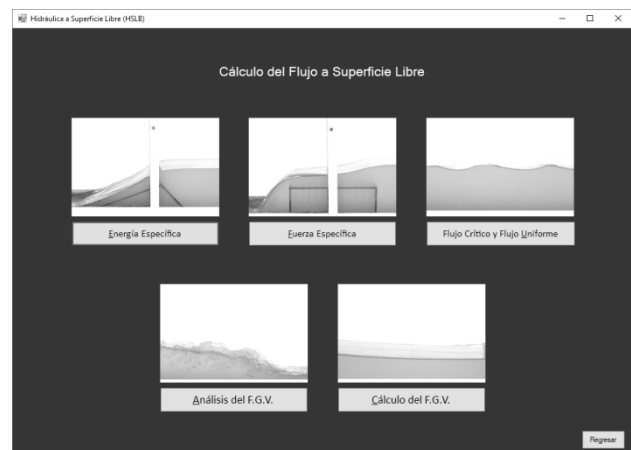 Hidráulica a Superficie Libre (HSLB)
Cálculo del Flujo a Superficie Libre
Energía Específica
Fuerza Específica
Flujo Crítico y Flujo Uniforme
Análisis del F.G.V.
Cálculo del F.G.V.
Regresar